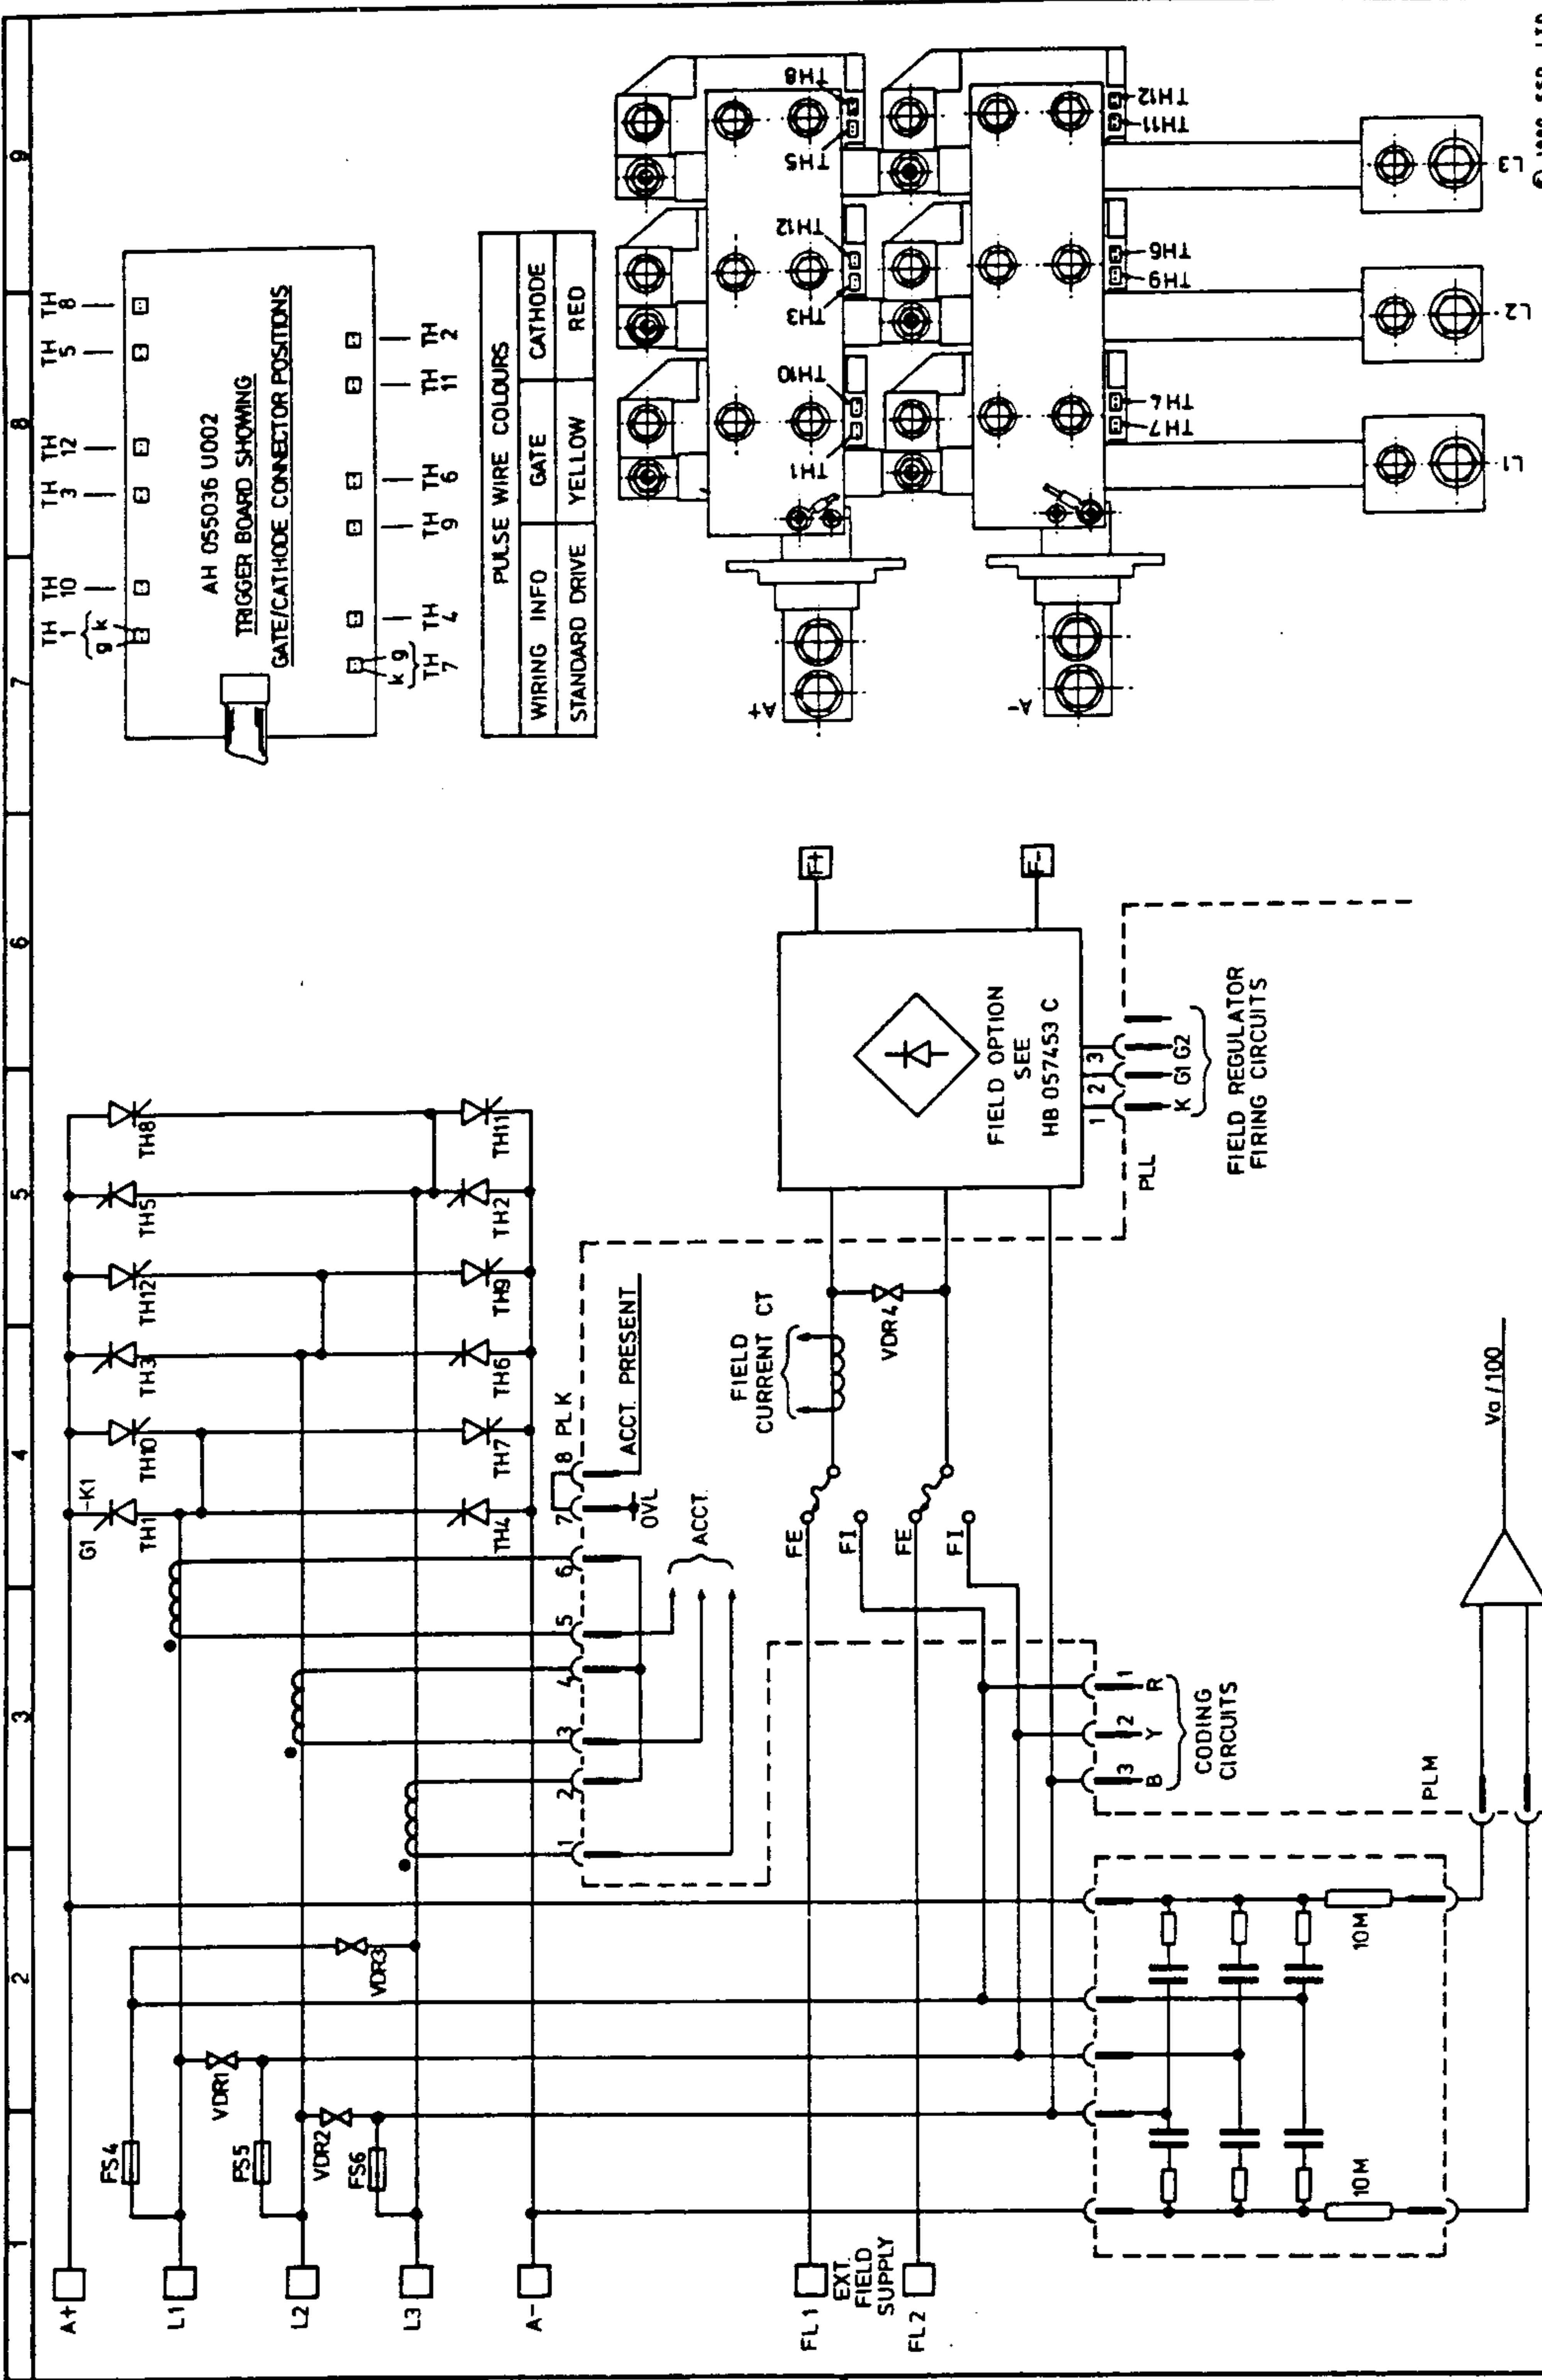 1
2
3
4
5
6
7
8
9
A+
L1
L2
L3
A-
FS4
FS5
FS6
VDR1
VDR2
VDR3
G1
-K1
TH1
TH10
TH3
TH12
TH5
TH8
TH4
TH7
TH6
TH9
TH2
TH11
1
2
3
4
5
6
7
8
PLK
0VL
ACCT PRESENT
ACCT.
FL1
EXT.
FIELD
SUPPLY
FL2
FE
FI
FE
FI
FIELD
CURRENT CT
VDR4
FIELD OPTION
SEE
HB 057453 C
F+
F-
1
2
3
PLL
K
G1
G2
FIELD REGULATOR
FIRING CIRCUITS
3
2
1
B
Y
R
CODING
CIRCUITS
PLM
10M
10M
Va/100
TH
1
TH
10
TH
3
TH
12
TH
5
TH
8
g k
AH 055036 U002
TRIGGER BOARD SHOWING
GATE/CATHODE CONNECTOR POSITIONS
k g
TH
7
TH
4
TH
9
TH
6
TH
11
TH
2
PULSE WIRE COLOURS
WIRING INFO
GATE
CATHODE
STANDARD DRIVE
YELLOW
RED
A+
A-
TH1
TH10
TH3
TH12
TH5
TH8
TH7
TH4
TH9
TH6
TH11
TH12
L1
L2
L3